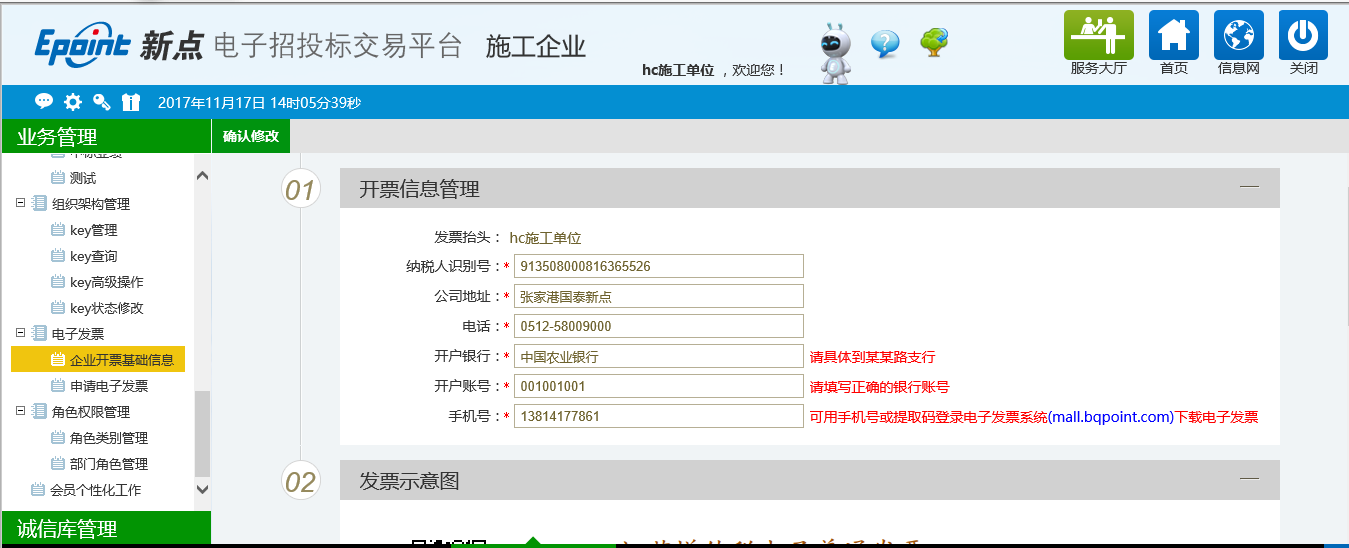 Epoint 新点 电子招投标交易平台 施工企业
hc施工单位 ，欢迎您！
服务大厅 首页 信息网 关闭
2017年11月17日 14时05分39秒
业务管理
确认修改
测试
组织架构管理
key管理
key查询
key高级操作
key状态修改
电子发票
企业开票基础信息
申请电子发票
角色权限管理
角色类别管理
部门角色管理
会员个性化工作
诚信库管理
01 开票信息管理
发票抬头： hc施工单位
纳税人识别号：* 913508000816365526
公司地址：* 张家港国泰新点
电话：* 0512-58009000
开户银行：* 中国农业银行 请具体到某某路支行
开户账号：* 001001001 请填写正确的银行账号
手机号：* 13814177861 可用手机号或提取码登录电子发票系统(mall.bqpoint.com)下载电子发票
02 发票示意图